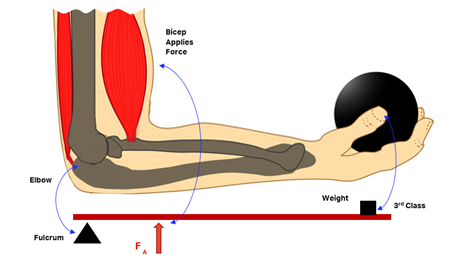 Bicep
Applies
Force
Elbow
Weight
3rd Class
Fulcrum
FA